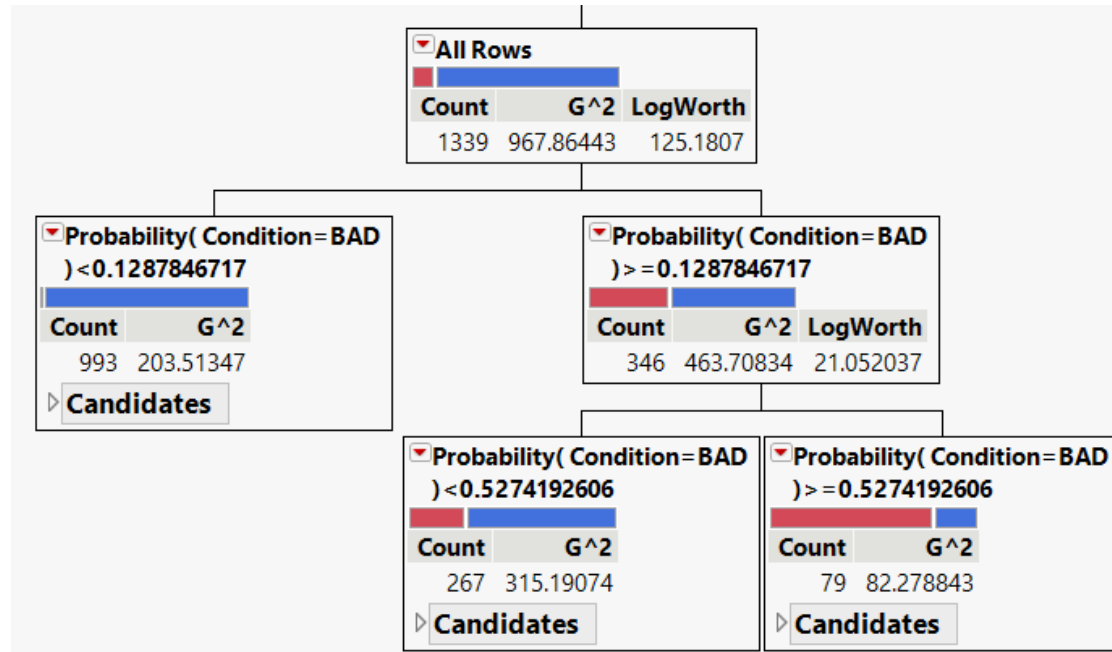 All Rows
Count G^2 LogWorth
1339 967.86443 125.1807
Probability( Condition=BAD
)<0.1287846717
Count G^2
993 203.51347
Candidates
Probability( Condition=BAD
)>=0.1287846717
Count G^2 LogWorth
346 463.70834 21.052037
Probability( Condition=BAD
)<0.5274192606
Count G^2
267 315.19074
Candidates
Probability( Condition=BAD
)>=0.5274192606
Count G^2
79 82.278843
Candidates